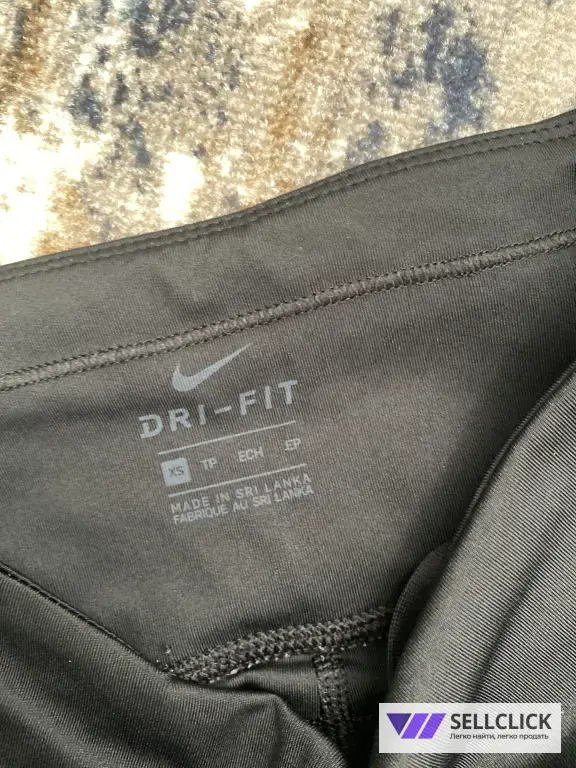 DRI-FIT
XS TP ECH EP
MADE IN SRI LANKA
FABRIQUE AU SRI LANKA
SELLCLICK
Легко найти, легко продать